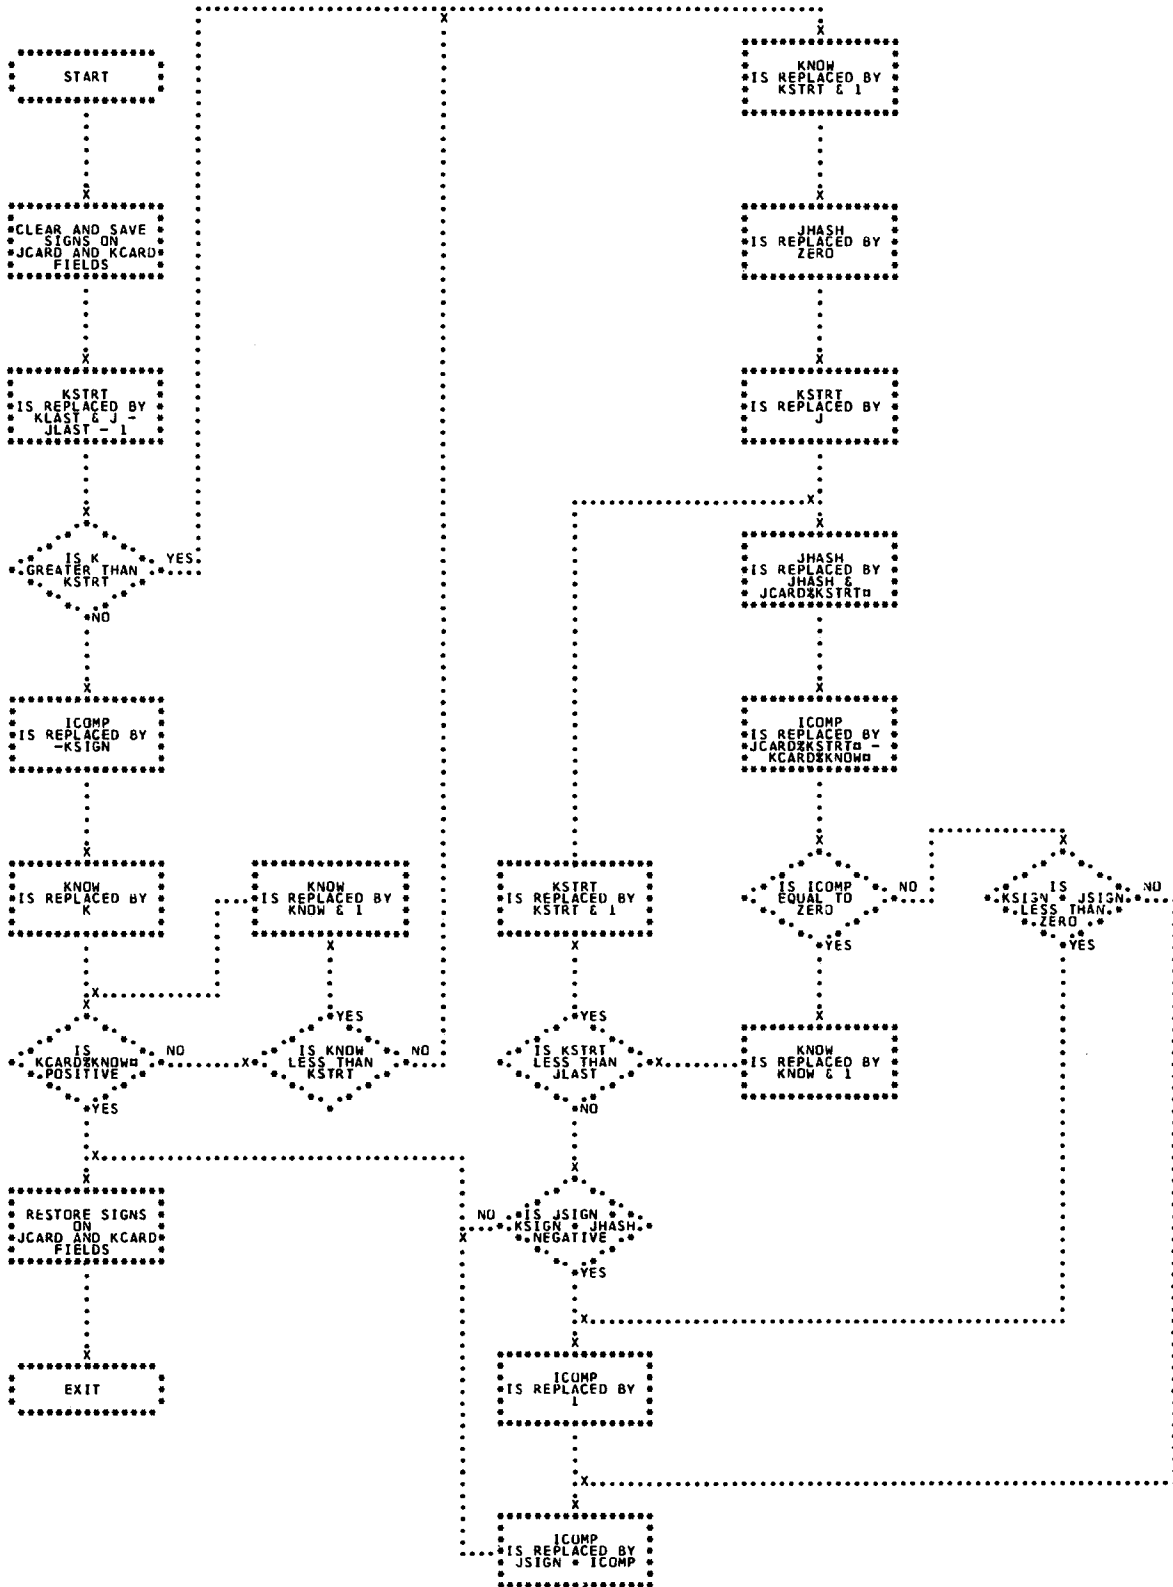 START
CLEAR AND SAVE
SIGNS ON
JCARD AND KCARD
FIELDS
KSTRT
IS REPLACED BY
KLAST & J -
JLAST - 1
IS K
GREATER THAN
KSTRT
YES
NO
ICOMP
IS REPLACED BY
-KSIGN
KNOW
IS REPLACED BY
K
KNOW
IS REPLACED BY
KNOW & 1
IS
KCARD%KNOW¤
POSITIVE
NO
YES
IS KNOW
LESS THAN
KSTRT
YES
NO
RESTORE SIGNS
ON
JCARD AND KCARD
FIELDS
EXIT
KNOW
IS REPLACED BY
KSTRT & 1
JHASH
IS REPLACED BY
ZERO
KSTRT
IS REPLACED BY
J
JHASH
IS REPLACED BY
JHASH &
JCARD%KSTRT¤
ICOMP
IS REPLACED BY
JCARD%KSTRT¤ -
KCARD%KNOW¤
IS ICOMP
EQUAL TO
ZERO
NO
YES
IS
KSIGN * JSIGN
LESS THAN
ZERO
NO
YES
KNOW
IS REPLACED BY
KNOW & 1
KSTRT
IS REPLACED BY
KSTRT & 1
YES
IS KSTRT
LESS THAN
JLAST
NO
IS JSIGN *
KSIGN * JHASH
NEGATIVE
NO
YES
ICOMP
IS REPLACED BY
1
ICOMP
IS REPLACED BY
JSIGN * ICOMP